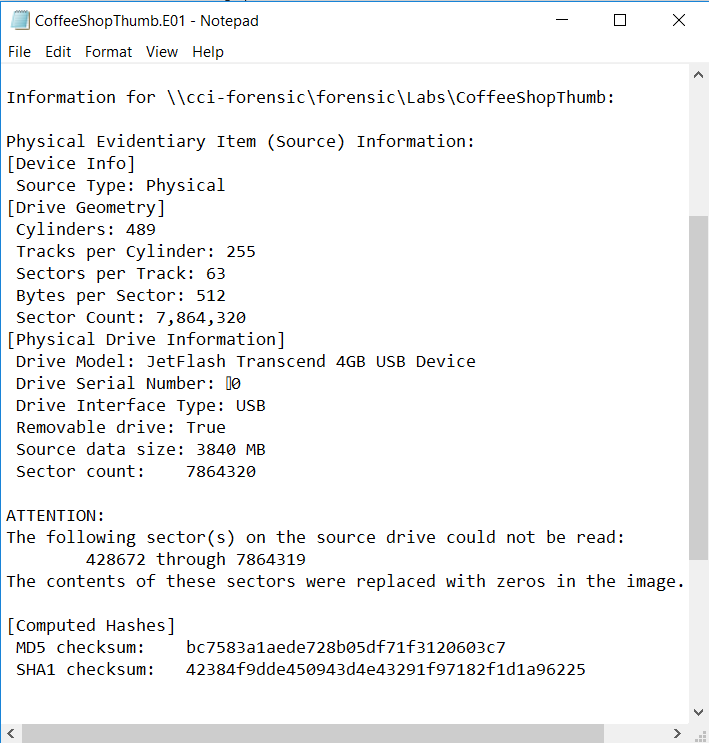 CoffeeShopThumb.E01 - Notepad
File Edit Format View Help
Information for \\cci-forensic\forensic\Labs\CoffeeShopThumb:
Physical Evidentiary Item (Source) Information:
[Device Info]
Source Type: Physical
[Drive Geometry]
Cylinders: 489
Tracks per Cylinder: 255
Sectors per Track: 63
Bytes per Sector: 512
Sector Count: 7,864,320
[Physical Drive Information]
Drive Model: JetFlash Transcend 4GB USB Device
Drive Serial Number: 0
Drive Interface Type: USB
Removable drive: True
Source data size: 3840 MB
Sector count:    7864320
ATTENTION:
The following sector(s) on the source drive could not be read:
428672 through 7864319
The contents of these sectors were replaced with zeros in the image.
[Computed Hashes]
MD5 checksum:    bc7583a1aede728b05df71f3120603c7
SHA1 checksum:   42384f9dde450943d4e43291f97182f1d1a96225